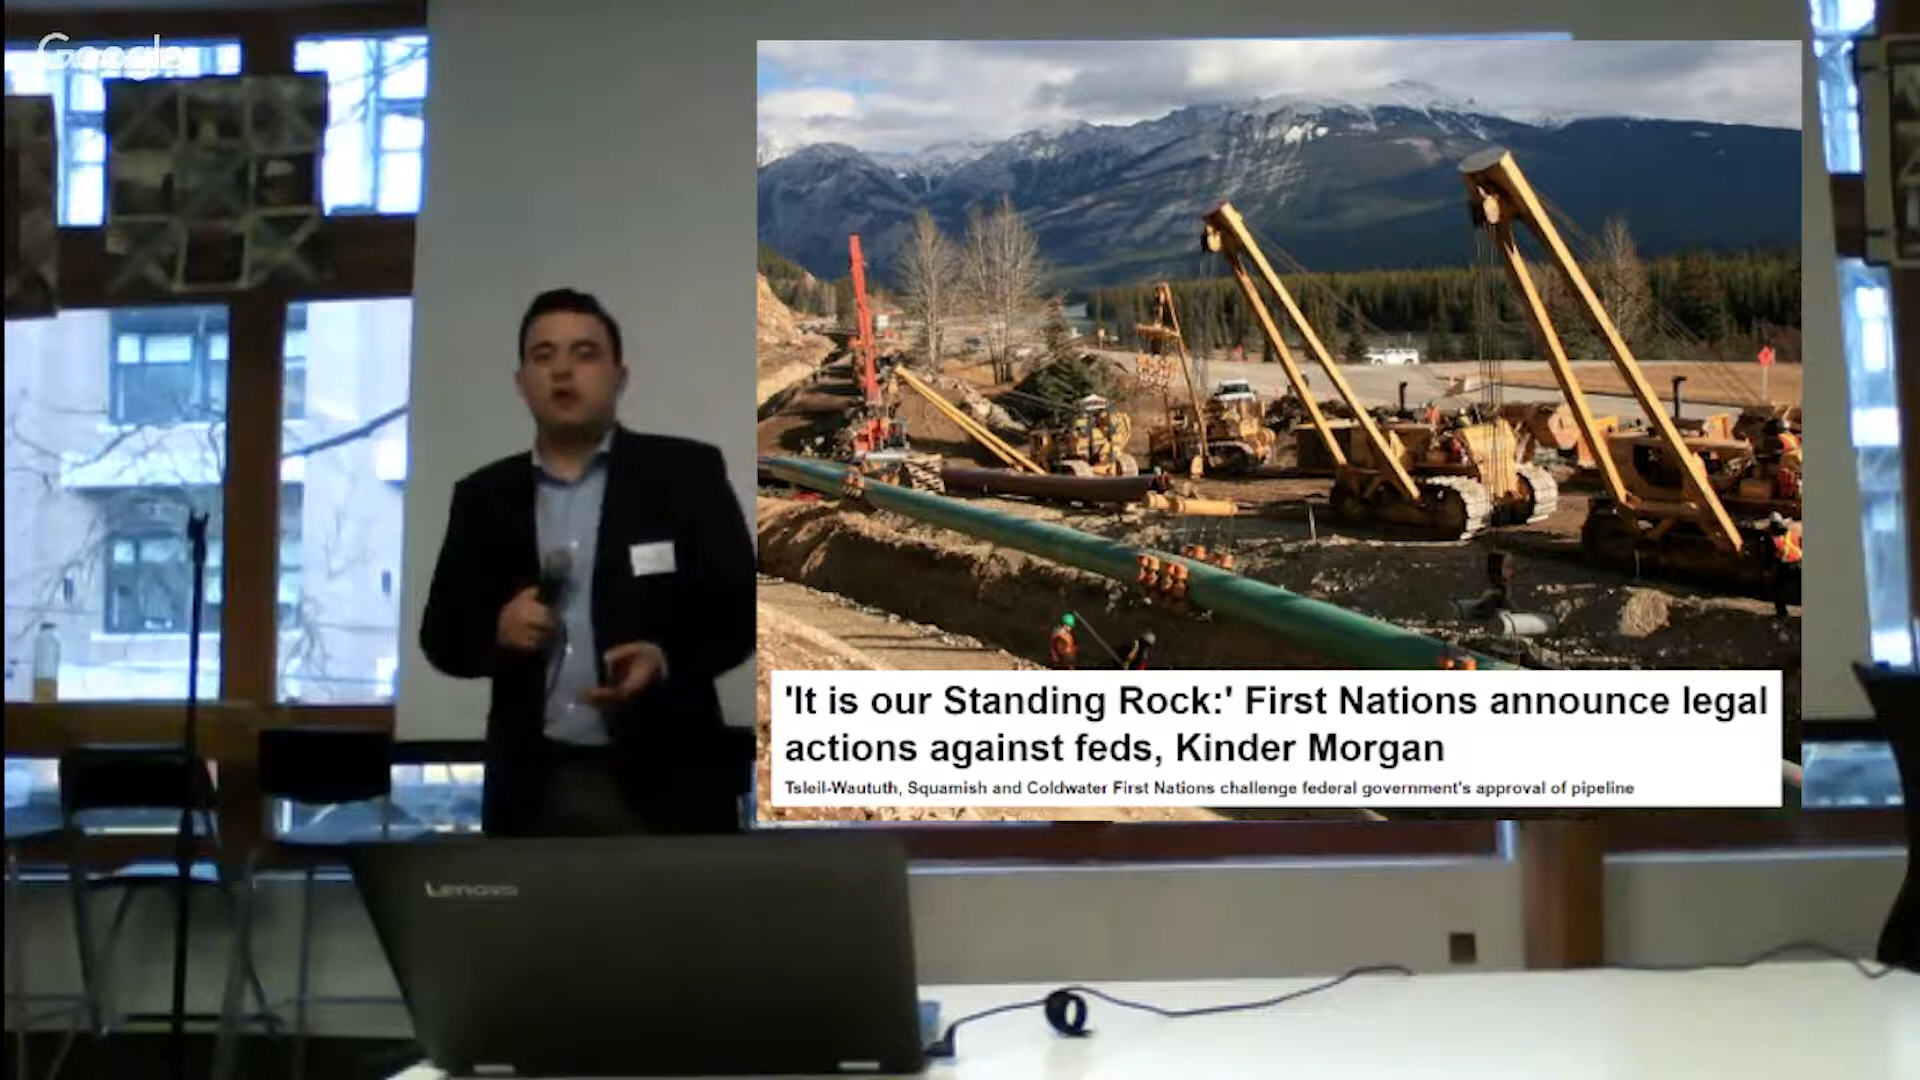 Google
'It is our Standing Rock:' First Nations announce legal
actions against feds, Kinder Morgan
Tsleil-Waututh, Squamish and Coldwater First Nations challenge federal government's approval of pipeline
Lenovo